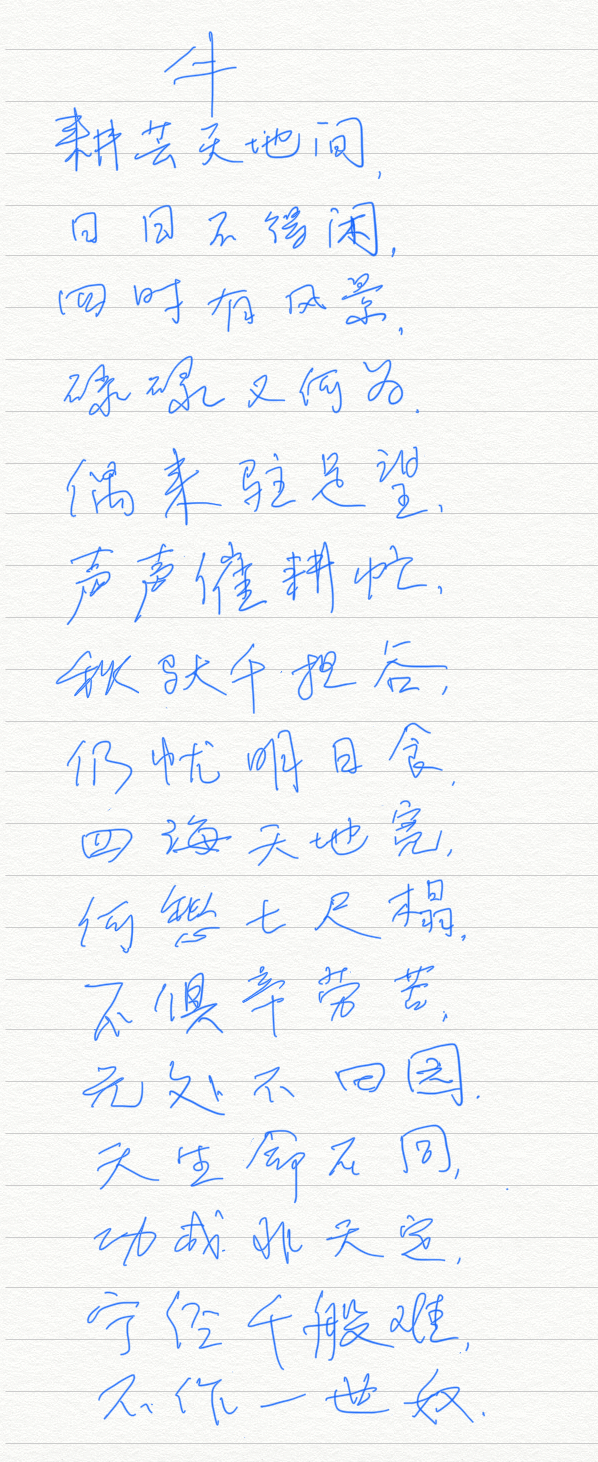 牛
耕芸天地间,
日日不得闲,
四时有风景,
碌碌又何为.
偶来驻足望,
声声催耕忙,
秋驮千担谷,
仍忧明日食.
四海天地宽,
何愁七尺榻,
不惧辛劳苦,
无处不田园.
天生命不同,
功成非天定,
宁经千般难,
不作一世奴.